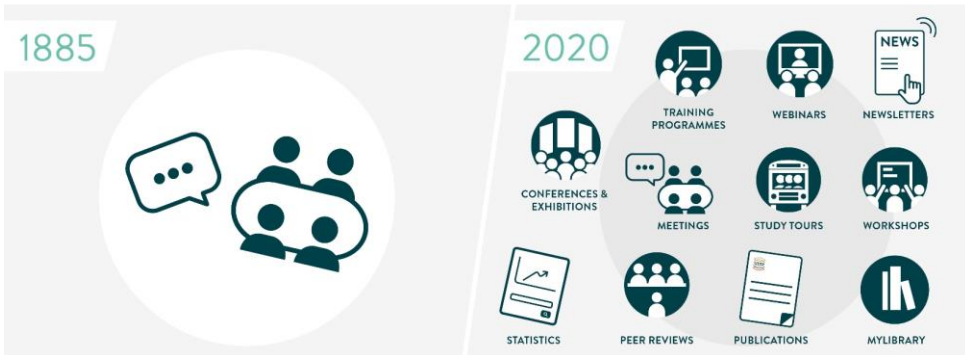 1885
2020
TRAINING
PROGRAMMES
WEBINARS
NEWS
NEWSLETTERS
CONFERENCES &
EXHIBITIONS
MEETINGS
STUDY TOURS
WORKSHOPS
STATISTICS
PEER REVIEWS
PUBLICATIONS
MYLIBRARY